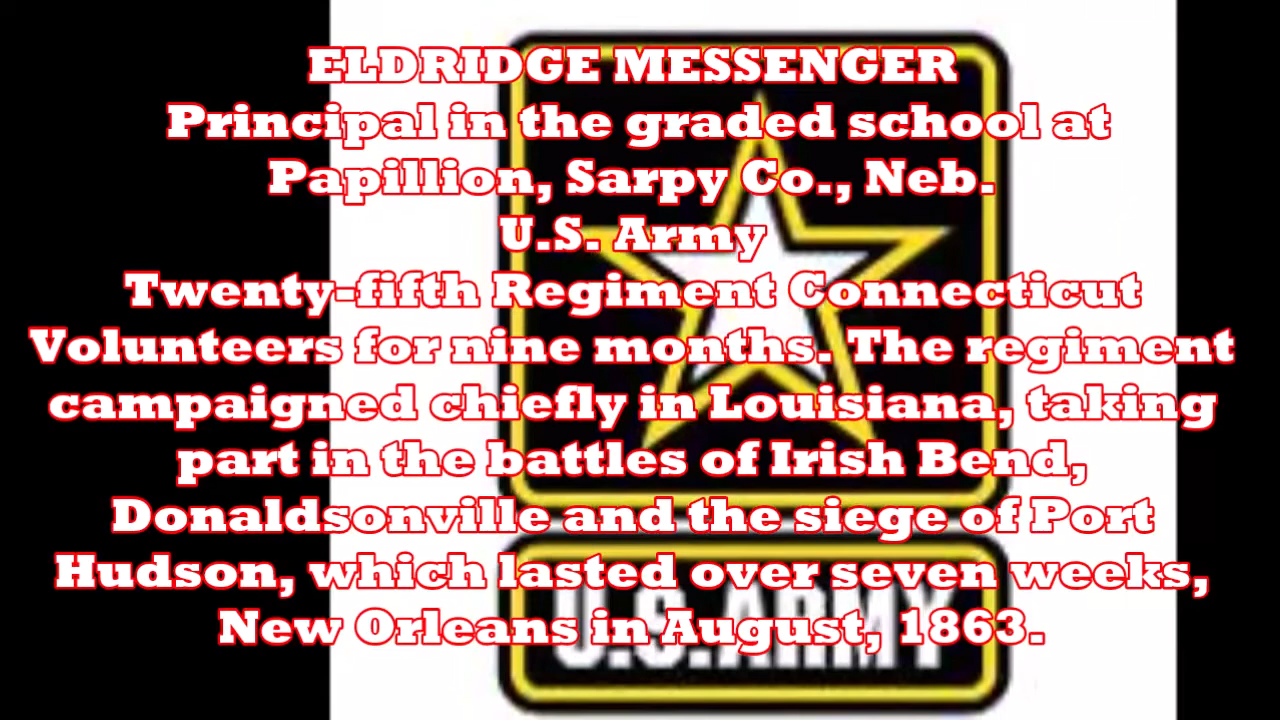 ELDRIDGE MESSENGER
Principal in the graded school at
Papillion, Sarpy Co., Neb.
U.S. Army
Twenty-fifth Regiment Connecticut
Volunteers for nine months. The regiment
campaigned chiefly in Louisiana, taking
part in the battles of Irish Bend,
Donaldsonville and the siege of Port
Hudson, which lasted over seven weeks,
New Orleans in August, 1863.
U.S.ARMY